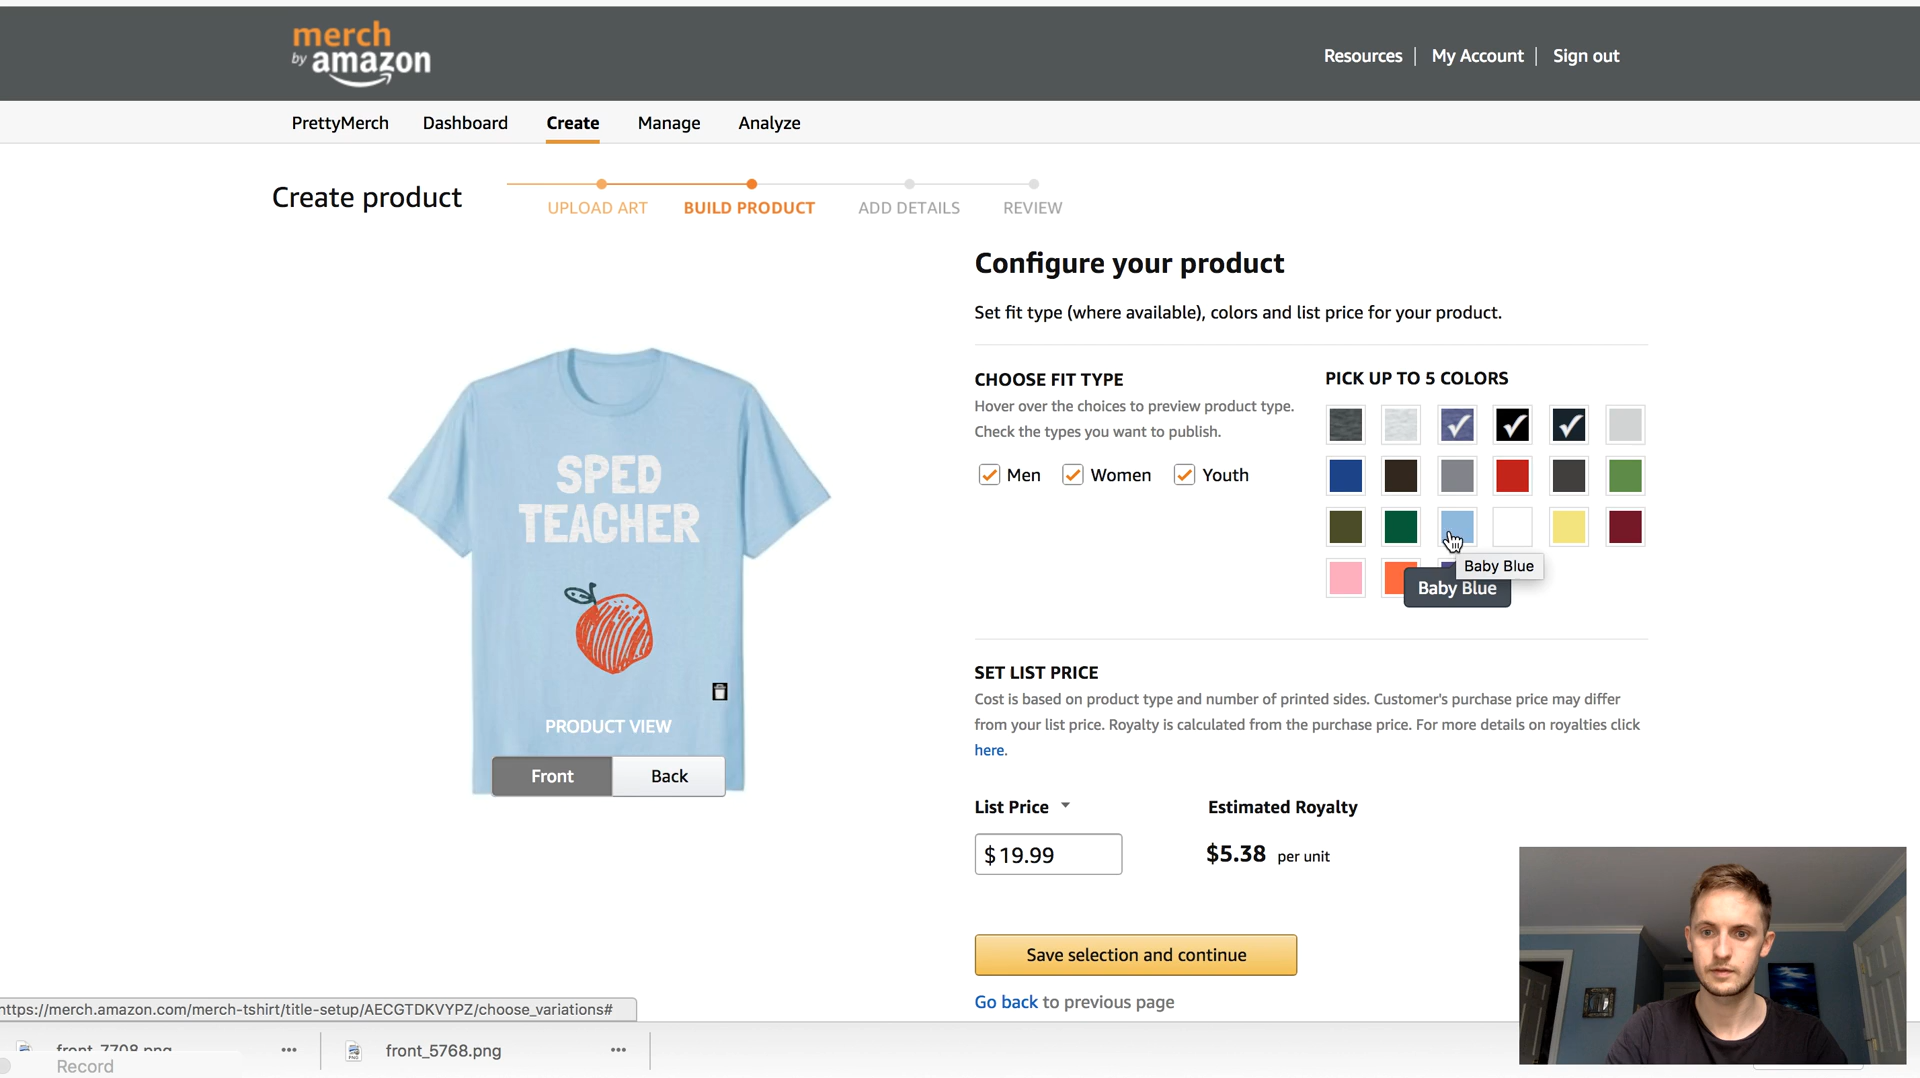 merch
by amazon
Resources
My Account
Sign out
PrettyMerch
Dashboard
Create
Manage
Analyze
Create product
UPLOAD ART
BUILD PRODUCT
ADD DETAILS
REVIEW
Configure your product
Set fit type (where available), colors and list price for your product.
CHOOSE FIT TYPE
Hover over the choices to preview product type.
Check the types you want to publish.
Men
Women
Youth
PICK UP TO 5 COLORS
Baby Blue
Baby Blue
SPED
TEACHER
PRODUCT VIEW
Front
Back
SET LIST PRICE
Cost is based on product type and number of printed sides. Customer's purchase price may differ
from your list price. Royalty is calculated from the purchase price. For more details on royalties click
here.
List Price
Estimated Royalty
$ 19.99
$5.38 per unit
Save selection and continue
Go back to previous page
https://merch.amazon.com/merch-tshirt/title-setup/AECGTDKVYPZ/choose_variations#
front_7708.png
front_5768.png
Record